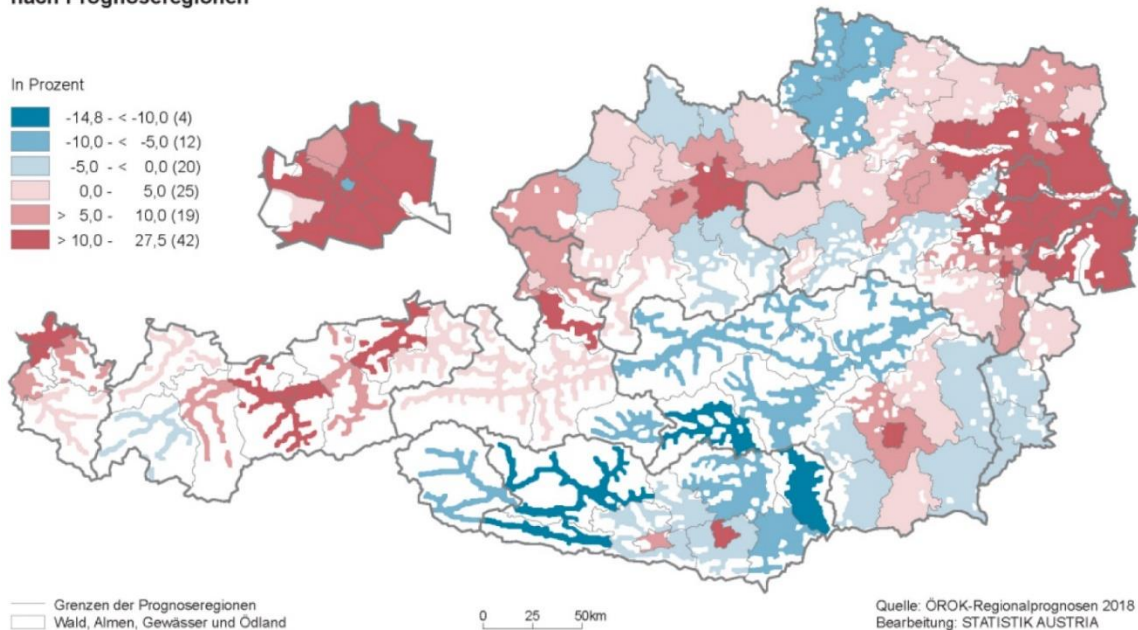 nach Prognoseregionen
In Prozent
-14,8 - < -10,0 (4)
-10,0 - < -5,0 (12)
-5,0 - < 0,0 (20)
0,0 - 5,0 (25)
> 5,0 - 10,0 (19)
> 10,0 - 27,5 (42)
Grenzen der Prognoseregionen
Wald, Almen, Gewässer und Ödland
0 25 50km
Quelle: ÖROK-Regionalprognosen 2018
Bearbeitung: STATISTIK AUSTRIA